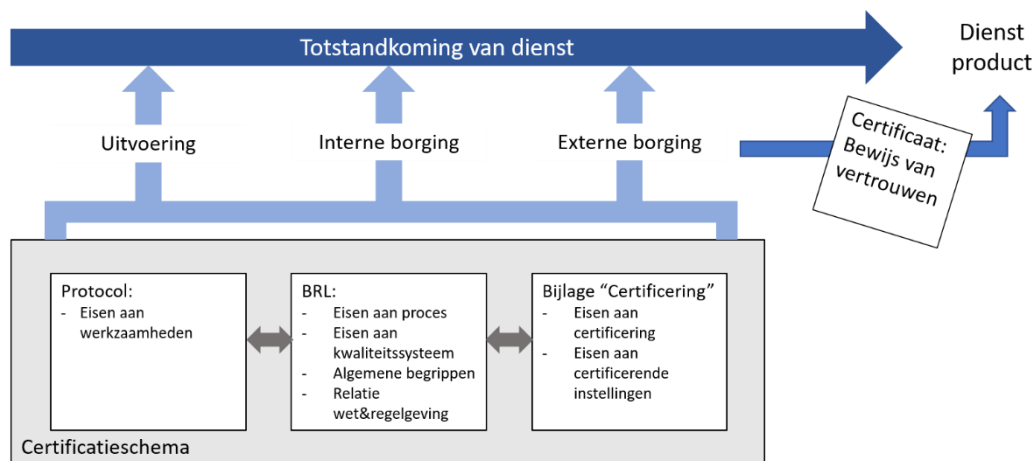 Totstandkoming van dienst
Dienst
product
Uitvoering
Interne borging
Externe borging
Certificaat:
Bewijs van
vertrouwen
Protocol:
- Eisen aan
werkzaamheden
BRL:
- Eisen aan proces
- Eisen aan
kwaliteitssysteem
- Algemene begrippen
- Relatie
wet&regelgeving
Bijlage “Certificering”
- Eisen aan
certificering
- Eisen aan
certificerende
instellingen
Certificatieschema